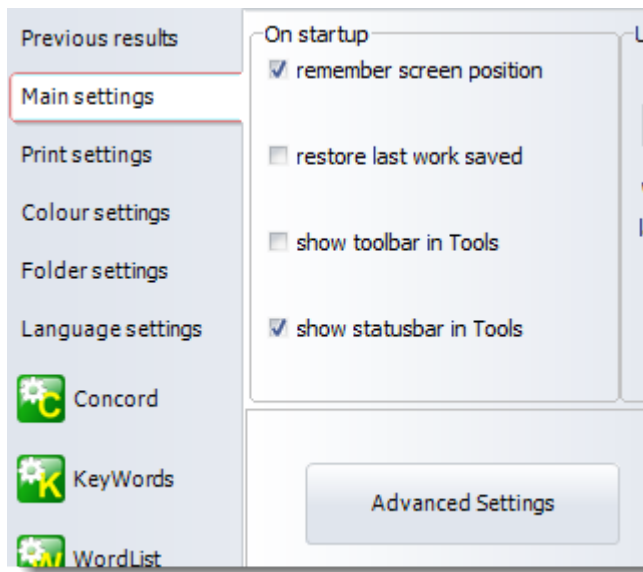 Previous results
Main settings
Print settings
Colour settings
Folder settings
Language settings
Concord
KeyWords
WordList
On startup
remember screen position
restore last work saved
show toolbar in Tools
show statusbar in Tools
Advanced Settings